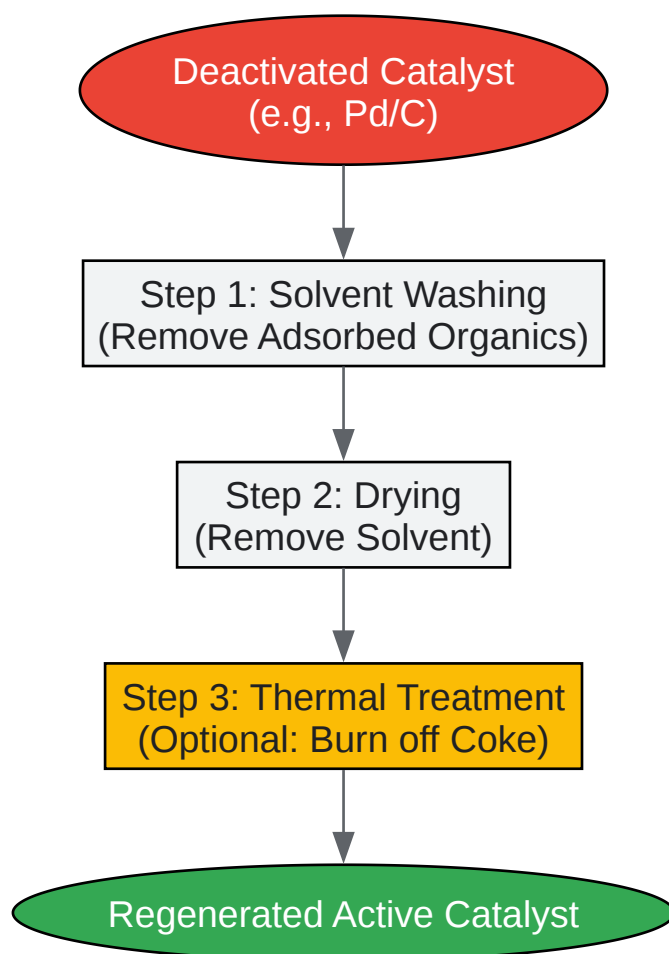 Deactivated Catalyst
(e.g., Pd/C)
Step 1: Solvent Washing
(Remove Adsorbed Organics)
Step 2: Drying
(Remove Solvent)
Step 3: Thermal Treatment
(Optional: Burn off Coke)
Regenerated Active Catalyst